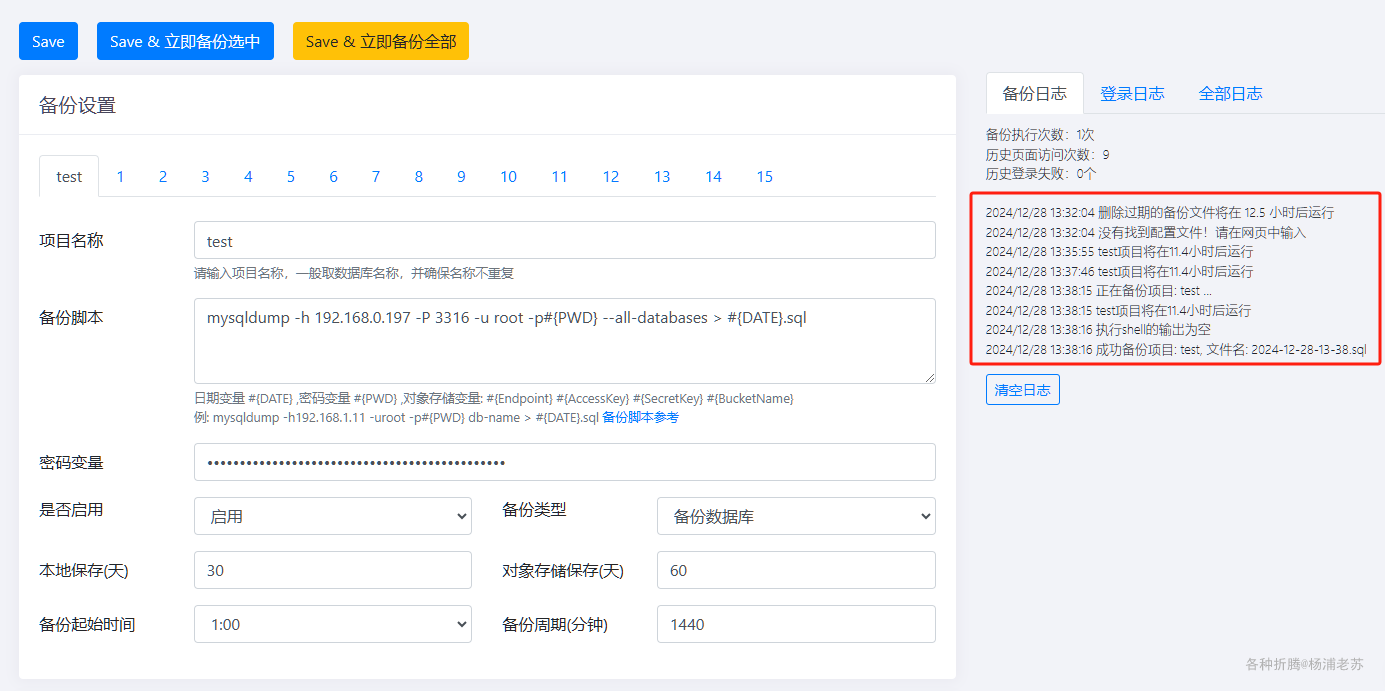 Save
Save & 立即备份选中
Save & 立即备份全部
备份设置
test 1 2 3 4 5 6 7 8 9 10 11 12 13 14 15
项目名称
test
请输入项目名称，一般取数据库名称，并确保名称不重复
备份脚本
mysqldump -h 192.168.0.197 -P 3316 -u root -p#{PWD} --all-databases > #{DATE}.sql
日期变量 #{DATE} ,密码变量 #{PWD} ,对象存储变量: #{Endpoint} #{AccessKey} #{SecretKey} #{BucketName}
例: mysqldump -h192.168.1.11 -uroot -p#{PWD} db-name > #{DATE}.sql 备份脚本参考
密码变量
是否启用
启用
备份类型
备份数据库
本地保存(天)
30
对象存储保存(天)
60
备份起始时间
1:00
备份周期(分钟)
1440
备份日志 登录日志 全部日志
备份执行次数：1次
历史页面访问次数：9
历史登录失败：0个
2024/12/28 13:32:04 删除过期的备份文件将在 12.5 小时后运行
2024/12/28 13:32:04 没有找到配置文件！请在网页中输入
2024/12/28 13:35:55 test项目将在11.4小时后运行
2024/12/28 13:37:46 test项目将在11.4小时后运行
2024/12/28 13:38:15 正在备份项目: test ...
2024/12/28 13:38:15 test项目将在11.4小时后运行
2024/12/28 13:38:16 执行shell的输出为空
2024/12/28 13:38:16 成功备份项目: test, 文件名: 2024-12-28-13-38.sql
清空日志
各种折腾@杨浦老苏